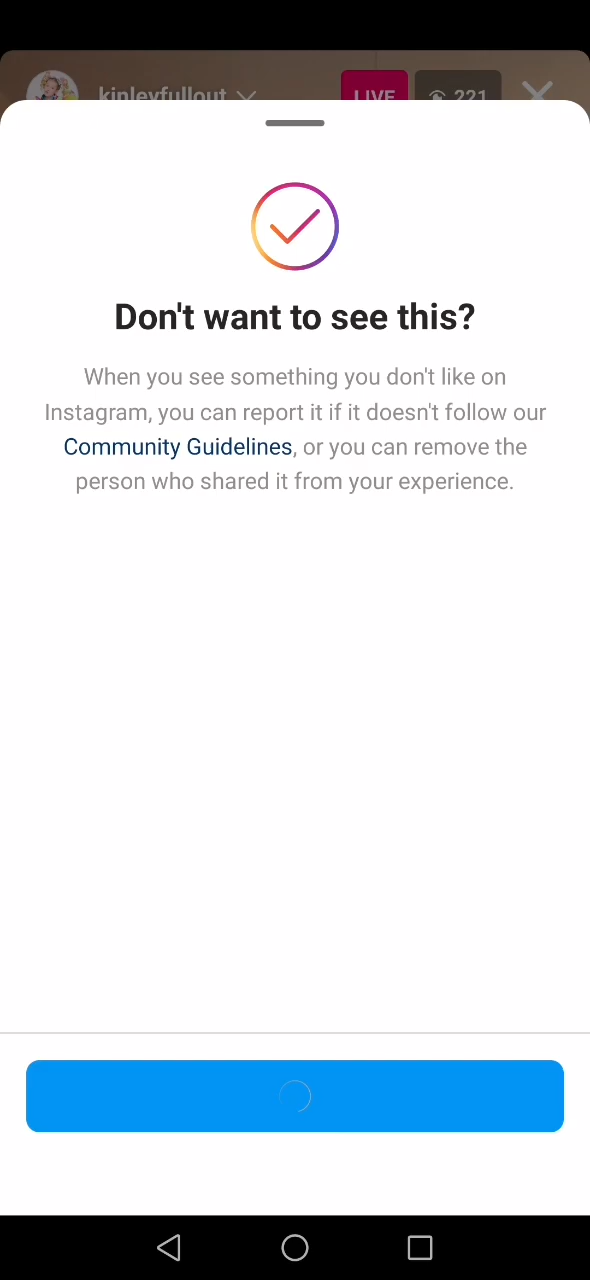 kinleyfullout
LIVE
221
Don't want to see this?
When you see something you don't like on
Instagram, you can report it if it doesn't follow our
Community Guidelines, or you can remove the
person who shared it from your experience.